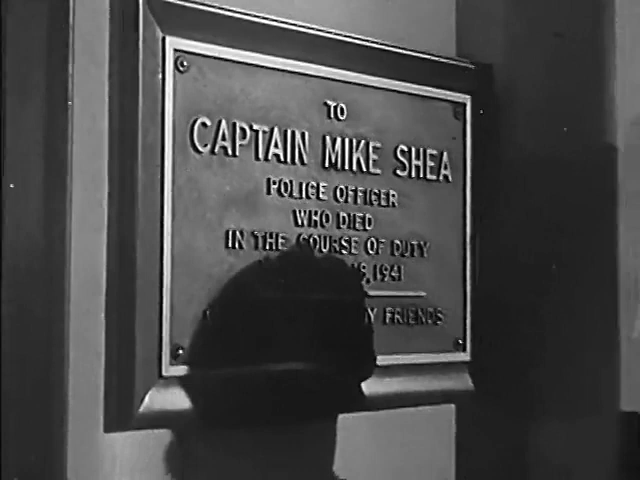 TO
CAPTAIN MIKE SHEA
POLICE OFFICER
WHO DIED
IN THE COURSE OF DUTY
1941
FRIENDS